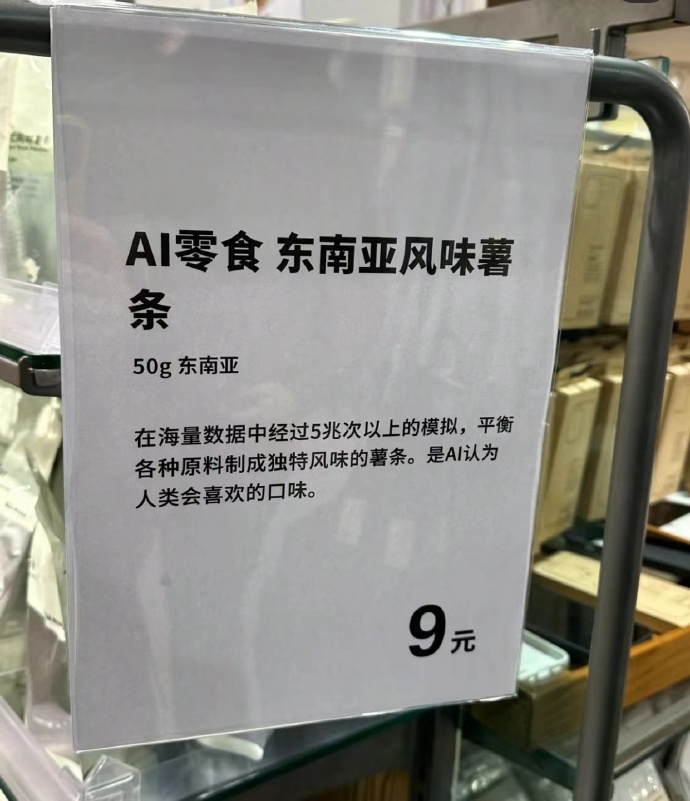 AI零食 东南亚风味薯
条
50g 东南亚
在海量数据中经过5兆次以上的模拟，平衡
各种原料制成独特风味的薯条。是AI认为
人类会喜欢的口味。
9元